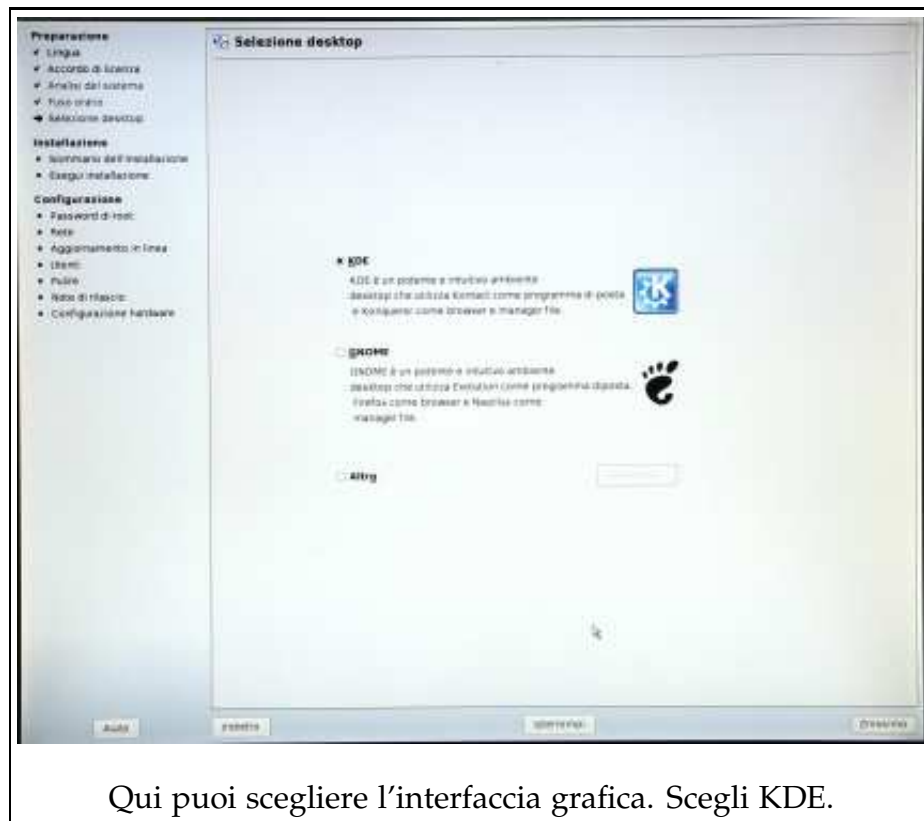 Preparazione
Lingua
Accordo di licenza
Analisi del sistema
Fuso orario
Selezione desktop
Installazione
Sommario dell'installazione
Esegui installazione
Configurazione
Password di root
Rete
Aggiornamento in linea
Utenti
Pulire
Note di rilascio
Configurazione hardware
Selezione desktop
KDE
KDE è un potente e intuitivo ambiente
desktop che utilizza Kontact come programma di posta
e Konqueror come browser e manager file.
GNOME
GNOME è un potente e intuitivo ambiente
desktop che utilizza Evolution come programma diposta,
Firefox come browser e Nautilus come
manager file.
Altro
Aiuto
Indietro
Prossimo
Qui puoi scegliere l'interfaccia grafica. Scegli KDE.